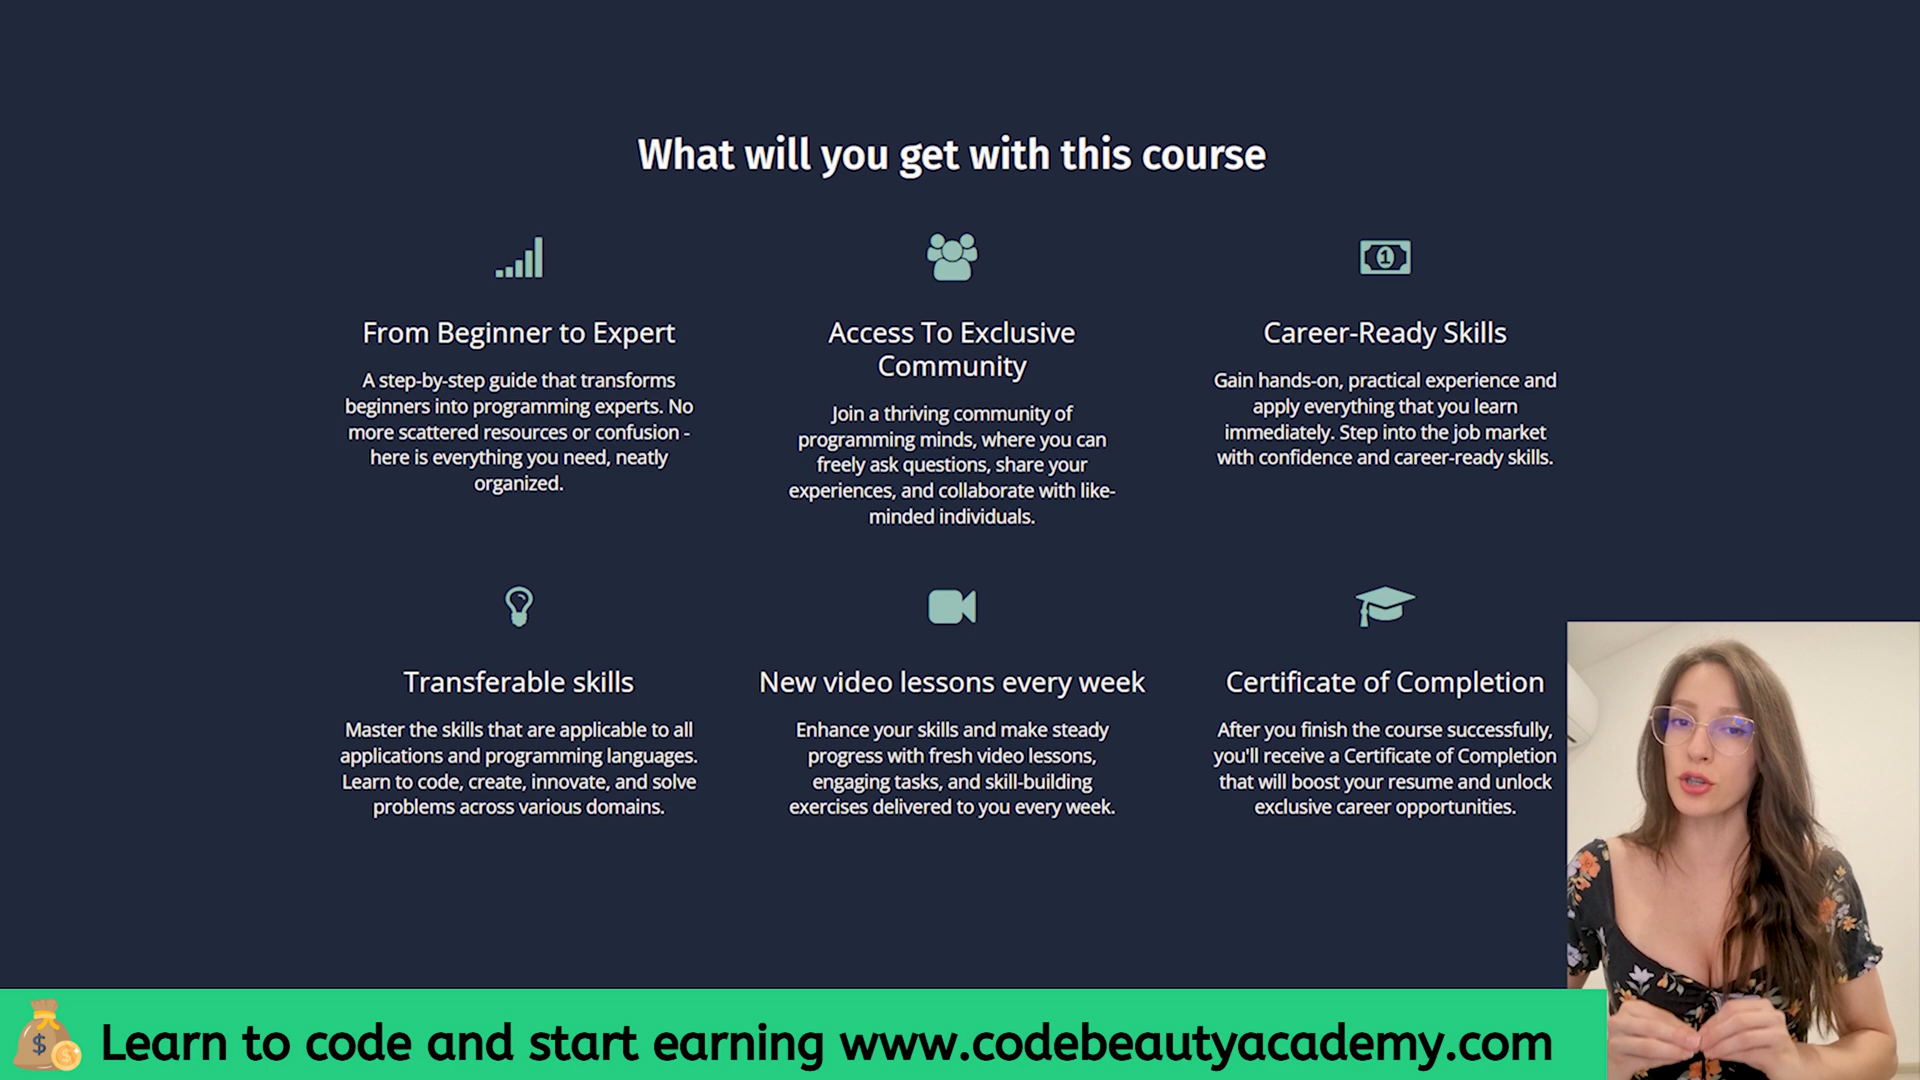 What will you get with this course
From Beginner to Expert
A step-by-step guide that transforms
beginners into programming experts. No
more scattered resources or confusion -
here is everything you need, neatly
organized.
Access To Exclusive
Community
Join a thriving community of
programming minds, where you can
freely ask questions, share your
experiences, and collaborate with like-
minded individuals.
1
Career-Ready Skills
Gain hands-on, practical experience and
apply everything that you learn
immediately. Step into the job market
with confidence and career-ready skills.
Transferable skills
Master the skills that are applicable to all
applications and programming languages.
Learn to code, create, innovate, and solve
problems across various domains.
New video lessons every week
Enhance your skills and make steady
progress with fresh video lessons,
engaging tasks, and skill-building
exercises delivered to you every week.
Certificate of Completion
After you finish the course successfully,
you'll receive a Certificate of Completion
that will boost your resume and unlock
exclusive career opportunities.
$ $
Learn to code and start earning www.codebeautyacademy.com